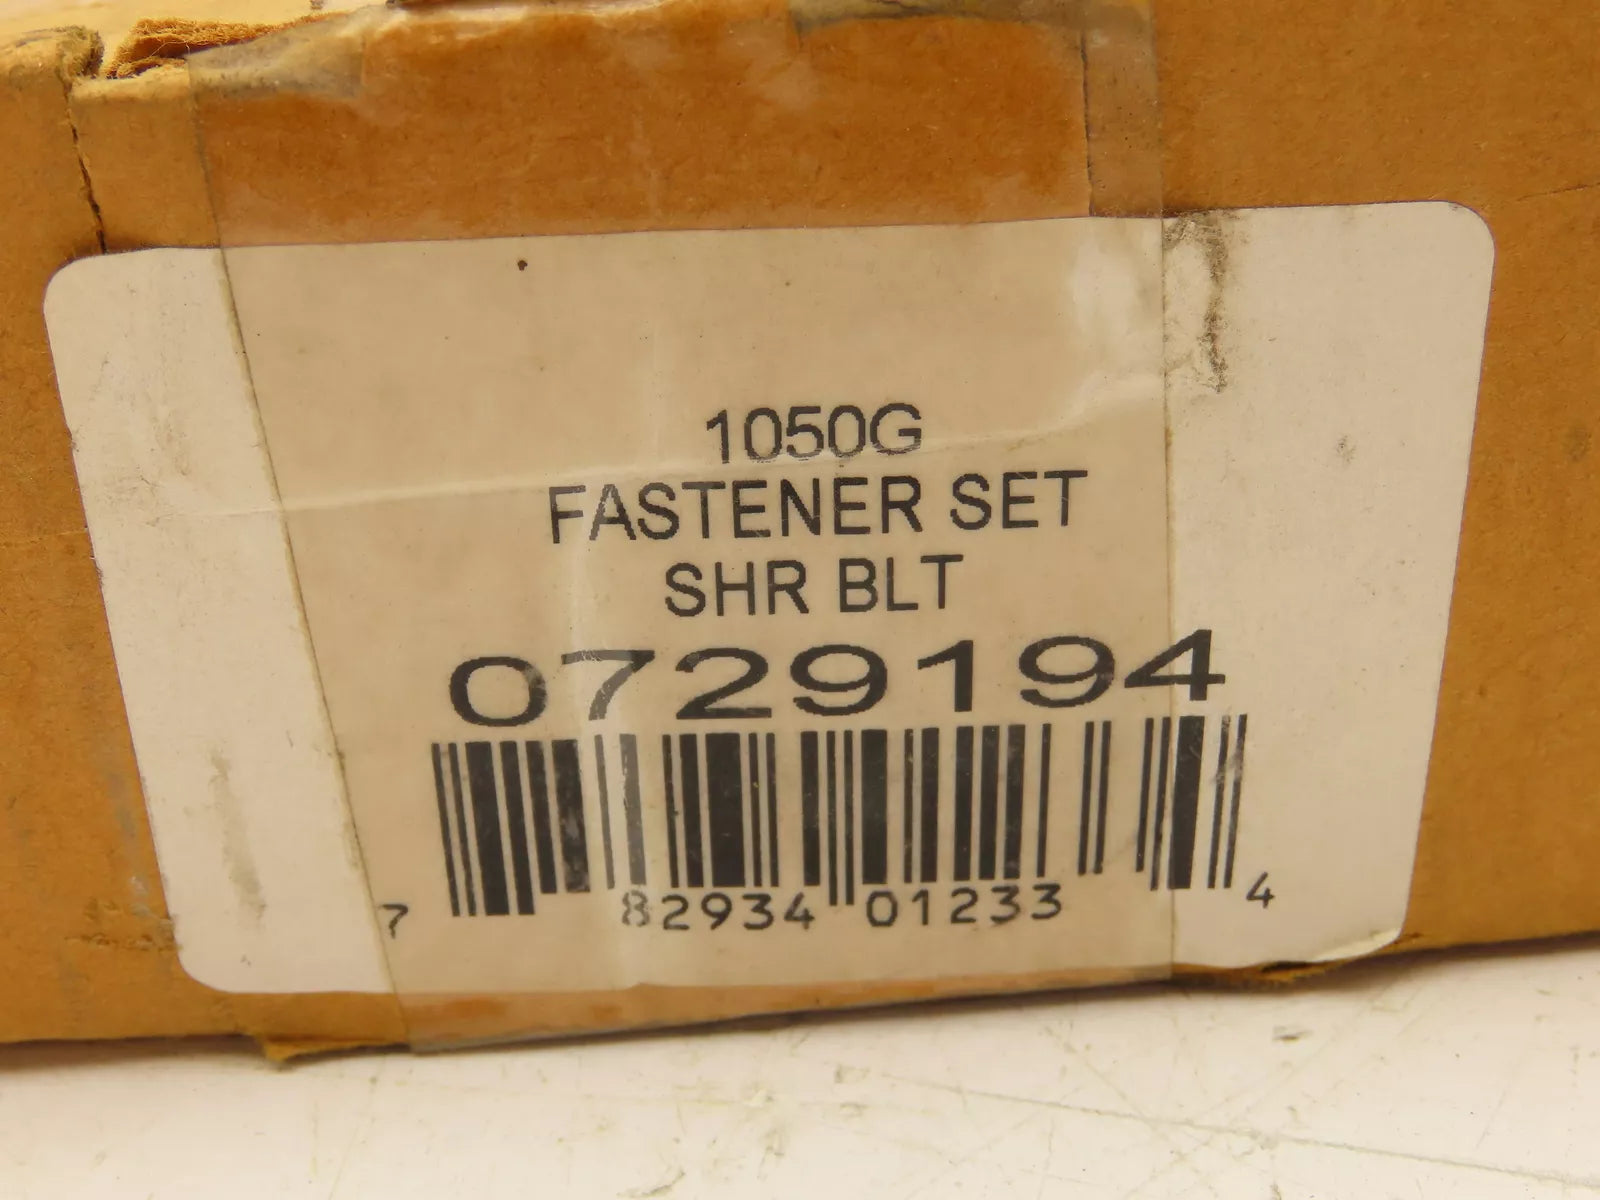 1050G
FASTENER SET
SHR BLT
0729194
7 82934 01233 4